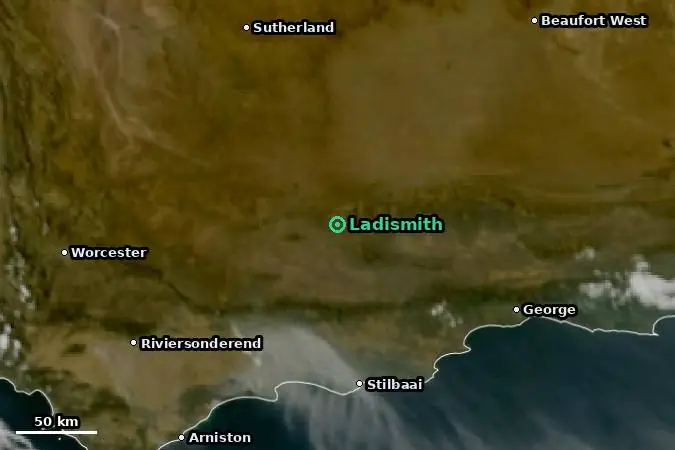 Sutherland
Beaufort West
Ladismith
Worcester
George
Riviersonderend
Stilbaai
50 km
Arniston